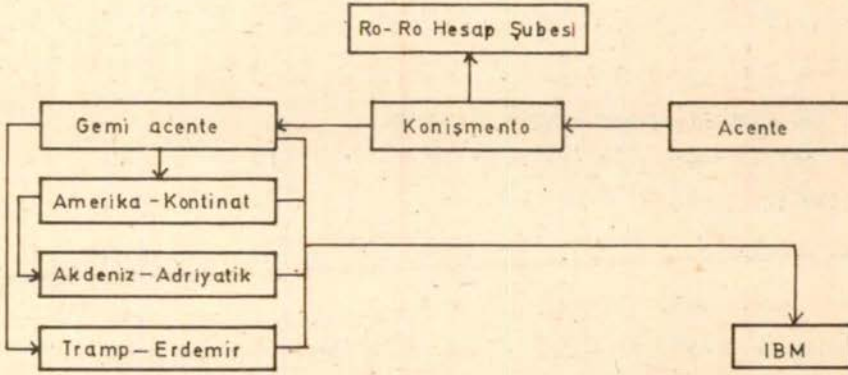 Ro-Ro Hesap Şubesi
Gemi acente
Konişmento
Acente
Amerika-Kontinat
Akdeniz-Adriyatik
Tramp-Erdemir
IBM